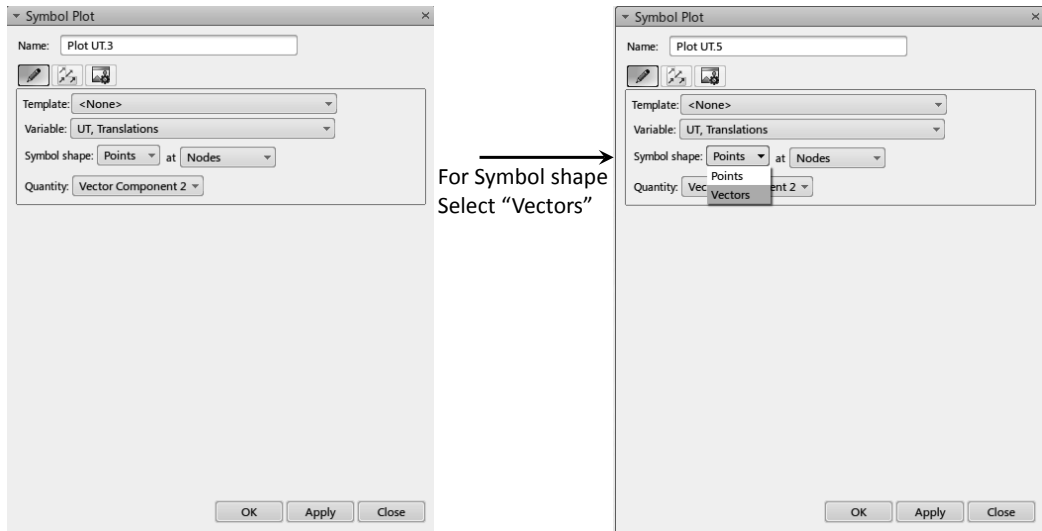 Symbol Plot ×
Name: Plot UT.3
Template: <None>
Variable: UT, Translations
Symbol shape: Points at Nodes
Quantity: Vector Component 2
OK Apply Close
For Symbol shape
Select “Vectors”
Symbol Plot ×
Name: Plot UT.5
Template: <None>
Variable: UT, Translations
Symbol shape: Points at Nodes
Points
Quantity: Vec ent 2
Vectors
OK Apply Close